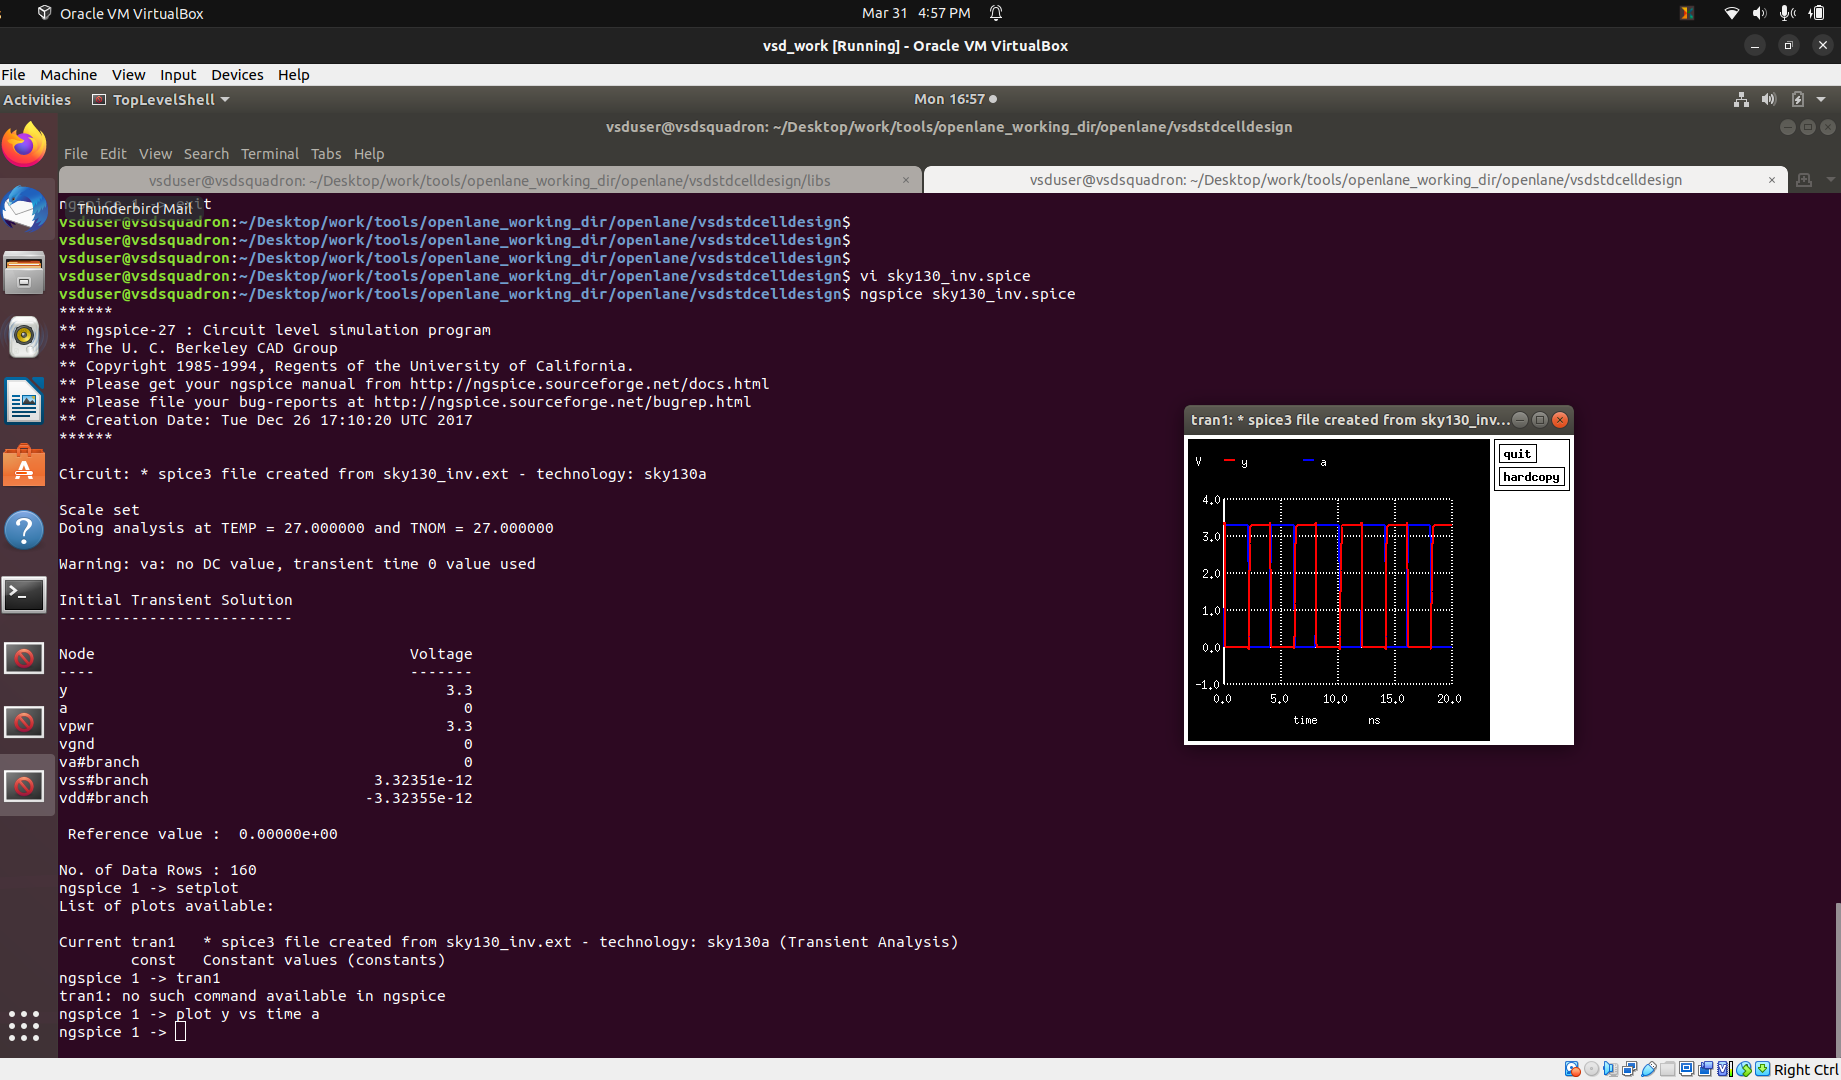 Oracle VM VirtualBox
Mar 31 4:57 PM
vsd_work [Running] - Oracle VM VirtualBox
File Machine View Input Devices Help
Activities TopLevelShell Mon 16:57
vsduser@vsdsquadron: ~/Desktop/work/tools/openlane_working_dir/openlane/vsdstdcelldesign
File Edit View Search Terminal Tabs Help
vsduser@vsdsquadron: ~/Desktop/work/tools/openlane_working_dir/openlane/vsdstdcelldesign/libs ×
vsduser@vsdsquadron: ~/Desktop/work/tools/openlane_working_dir/openlane/vsdstdcelldesign ×
Thunderbird Mail
vsduser@vsdsquadron:~/Desktop/work/tools/openlane_working_dir/openlane/vsdstdcelldesign$
vsduser@vsdsquadron:~/Desktop/work/tools/openlane_working_dir/openlane/vsdstdcelldesign$
vsduser@vsdsquadron:~/Desktop/work/tools/openlane_working_dir/openlane/vsdstdcelldesign$
vsduser@vsdsquadron:~/Desktop/work/tools/openlane_working_dir/openlane/vsdstdcelldesign$ vi sky130_inv.spice
vsduser@vsdsquadron:~/Desktop/work/tools/openlane_working_dir/openlane/vsdstdcelldesign$ ngspice sky130_inv.spice
******
** ngspice-27 : Circuit level simulation program
** The U. C. Berkeley CAD Group
** Copyright 1985-1994, Regents of the University of California.
** Please get your ngspice manual from http://ngspice.sourceforge.net/docs.html
** Please file your bug-reports at http://ngspice.sourceforge.net/bugrep.html
** Creation Date: Tue Dec 26 17:10:20 UTC 2017
******
Circuit: * spice3 file created from sky130_inv.ext - technology: sky130a
Scale set
Doing analysis at TEMP = 27.000000 and TNOM = 27.000000
Warning: va: no DC value, transient time 0 value used
Initial Transient Solution
--------------------------
Node Voltage
---- -------
y 3.3
a 0
vpwr 3.3
vgnd 0
va#branch 0
vss#branch 3.32351e-12
vdd#branch -3.32355e-12
Reference value : 0.00000e+00
No. of Data Rows : 160
ngspice 1 -> setplot
List of plots available:
Current tran1 * spice3 file created from sky130_inv.ext - technology: sky130a (Transient Analysis)
const Constant values (constants)
ngspice 1 -> tran1
tran1: no such command available in ngspice
ngspice 1 -> plot y vs time a
ngspice 1 ->
tran1: * spice3 file created from sky130_inv...
quit
hardcopy
V y a
4.0
3.0
2.0
1.0
0.0
-1.0
0.0 5.0 10.0 15.0 20.0
time ns
Right Ctrl